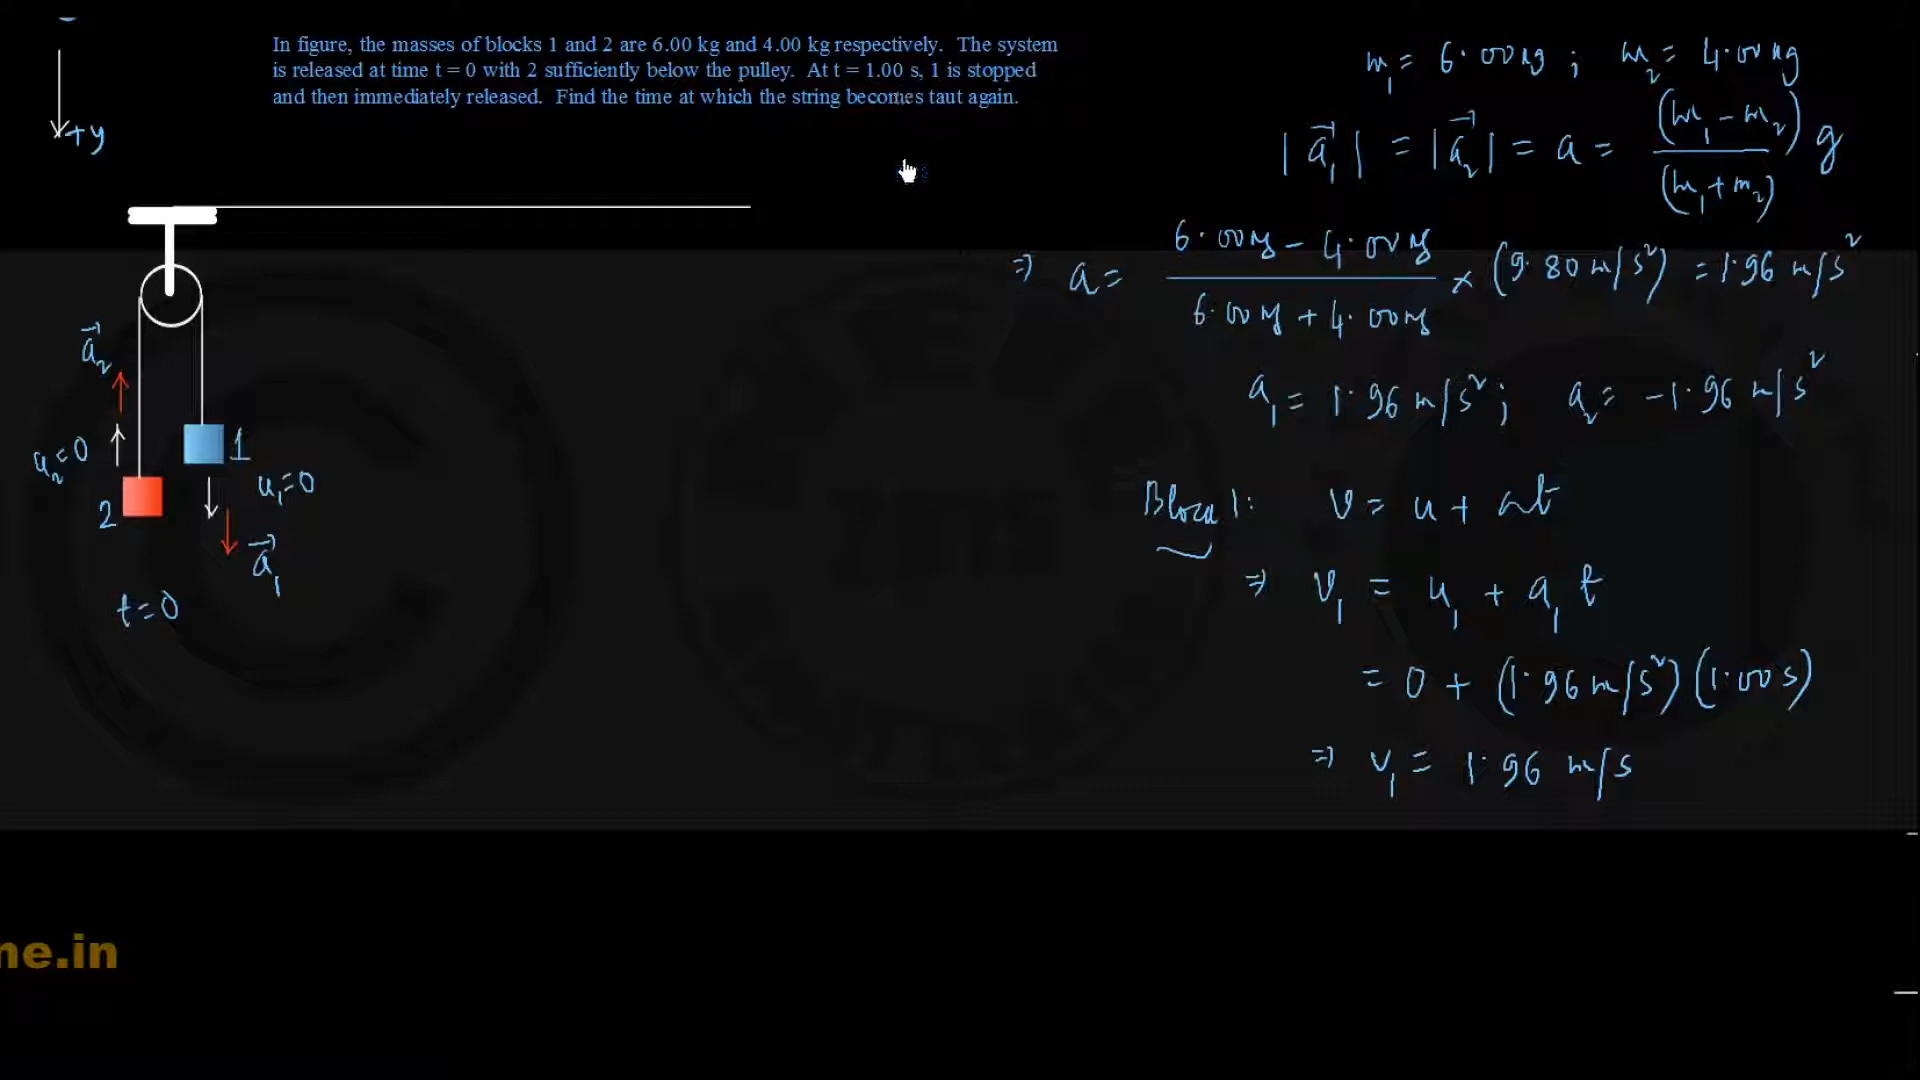 In figure, the masses of blocks 1 and 2 are 6.00 kg and 4.00 kg respectively. The system
is released at time t = 0 with 2 sufficiently below the pulley. At t = 1.00 s, 1 is stopped
and then immediately released. Find the time at which the string becomes taut again.
+y
a⃗₂
u₂=0
2
1
u₁=0
a⃗₁
t=0
m₁ = 6.00 kg ; m₂ = 4.00 kg
|a⃗₁| = |a⃗₂| = a = (m₁ - m₂)/(m₁ + m₂) g
⇒ a = (6.00 kg - 4.00 kg)/(6.00 kg + 4.00 kg) × (9.80 m/s²) = 1.96 m/s²
a₁ = 1.96 m/s² ; a₂ = -1.96 m/s²
Block 1: v = u + at
⇒ v₁ = u₁ + a₁ t
= 0 + (1.96 m/s²) (1.00 s)
⇒ v₁ = 1.96 m/s
ne.in